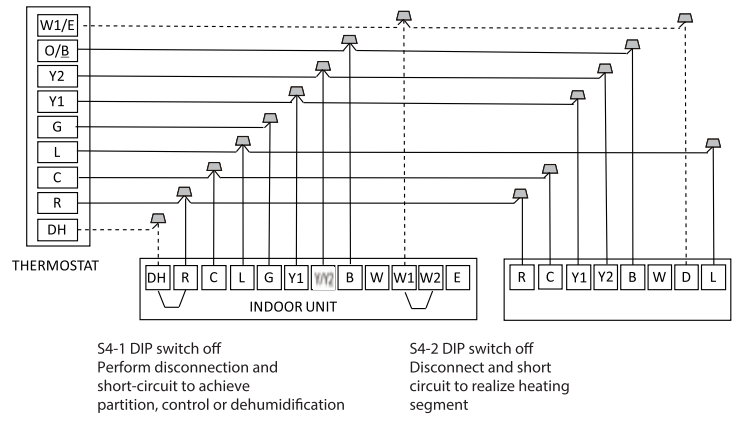 W1/E
O/B
Y2
Y1
G
L
C
R
DH
THERMOSTAT
DH R C L G Y1 Y/Y2 B W W1 W2 E
INDOOR UNIT
R C Y1 Y2 B W D L
S4-1 DIP switch off
Perform disconnection and
short-circuit to achieve
partition, control or dehumidification
S4-2 DIP switch off
Disconnect and short
circuit to realize heating
segment